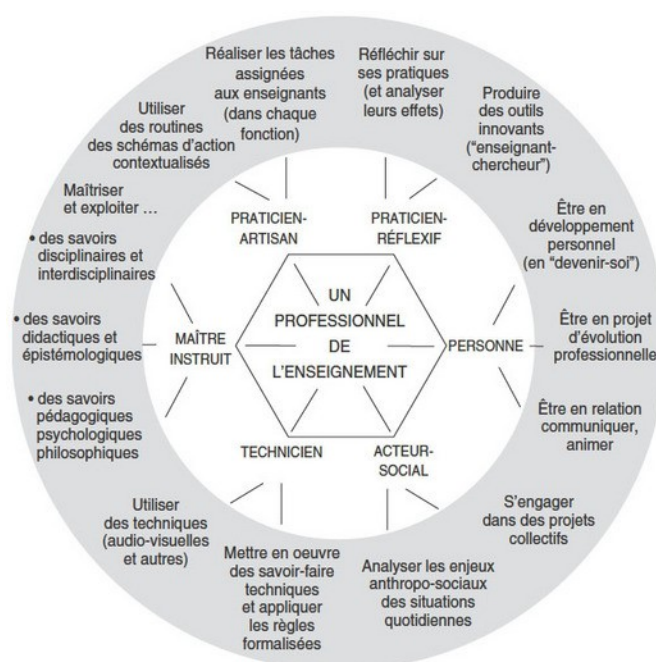 Réaliser les tâches
assignées
aux enseignants
(dans chaque
fonction)
Réfléchir sur
ses pratiques
(et analyser
leurs effets)
Produire
des outils
innovants
("enseignant-
chercheur")
Utiliser
des routines
des schémas d'action
contextualisés
Maîtriser
et exploiter ...
• des savoirs
disciplinaires et
interdisciplinaires
• des savoirs
didactiques et
épistémologiques
• des savoirs
pédagogiques
psychologiques
philosophiques
PRATICIEN-
ARTISAN
PRATICIEN-
RÉFLEXIF
UN
PROFESSIONNEL
DE
L'ENSEIGNEMENT
MAÎTRE
INSTRUIT
PERSONNE
TECHNICIEN
ACTEUR-
SOCIAL
Être en
développement
personnel
(en "devenir-soi")
Être en projet
d'évolution
professionnelle
Être en relation
communiquer,
animer
S'engager
dans des projets
collectifs
Utiliser
des techniques
(audio-visuelles
et autres)
Mettre en oeuvre
des savoir-faire
techniques
et appliquer
les règles
formalisées
Analyser les enjeux
anthropo-sociaux
des situations
quotidiennes